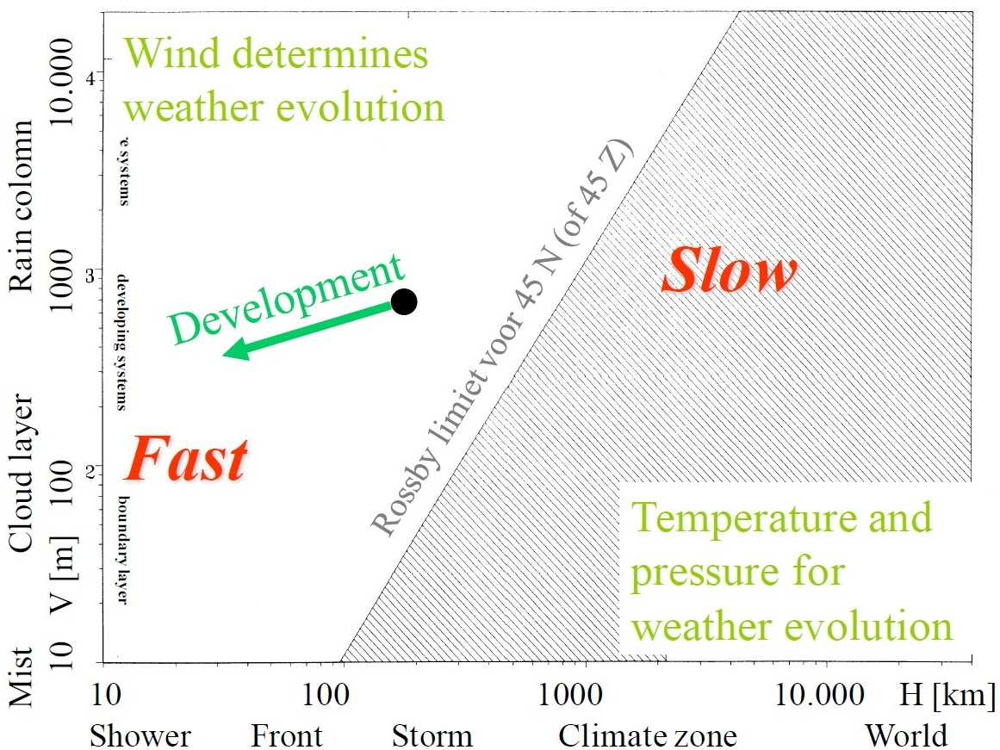 Wind determines
weather evolution
Rain colomn
10.000
4
'e systems
Rossby limiet voor 45 N (of 45 Z)
Slow
1000
3
Development
developing systems
Cloud layer
Fast
100
2
boundary layer
Temperature and
pressure for
weather evolution
V [m]
Mist
10
10
100
1000
10.000
H [km]
Shower
Front
Storm
Climate zone
World